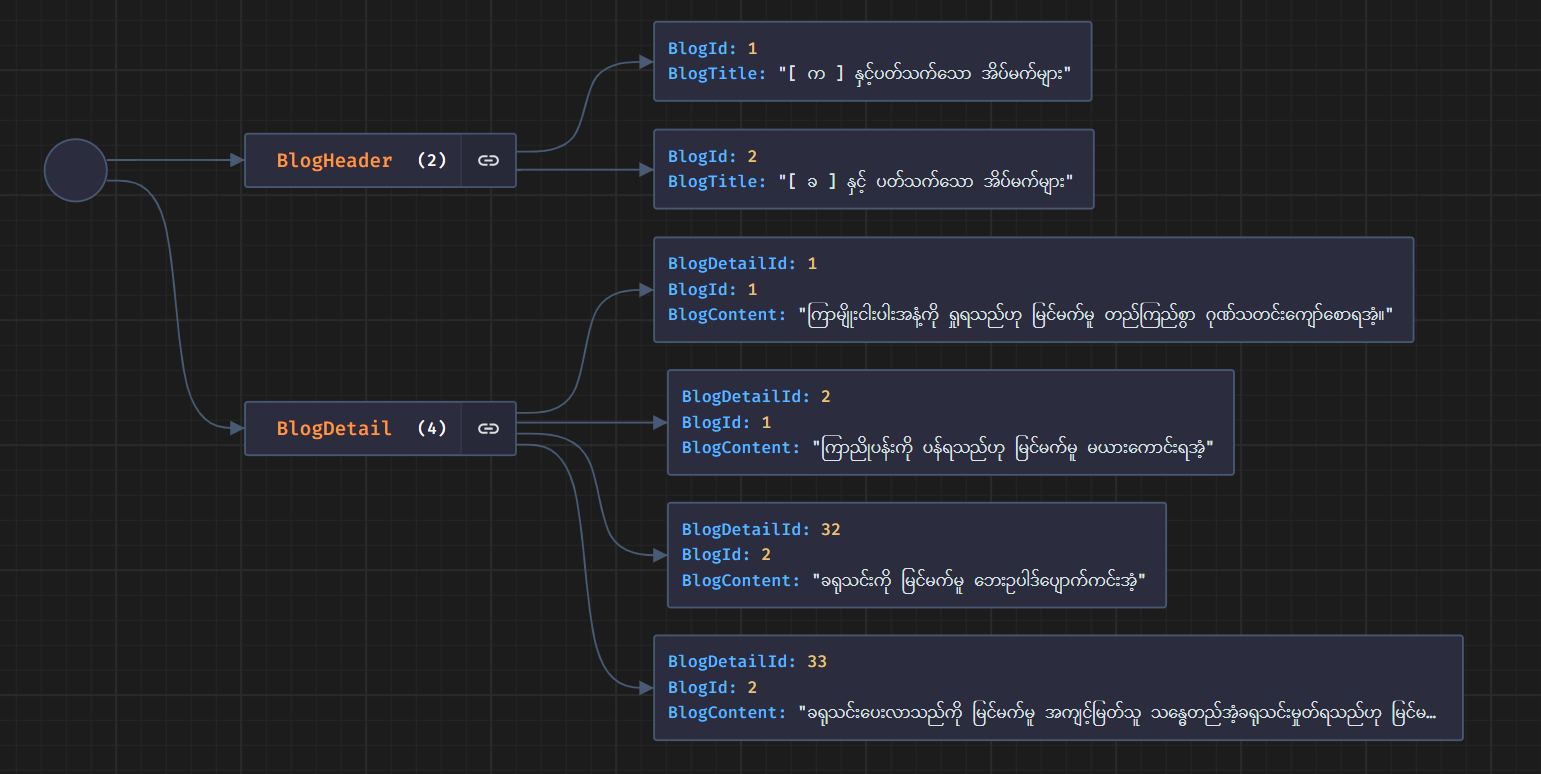 BlogId: 1
BlogTitle: "[ က ] နှင့်ပတ်သက်သော အိပ်မက်များ"
BlogHeader (2)
BlogId: 2
BlogTitle: "[ ခ ] နှင့် ပတ်သက်သော အိပ်မက်များ"
BlogDetailId: 1
BlogId: 1
BlogContent: "ကြာမျိုးငါးပါးအနံ့ကို ရှုရသည်ဟု မြင်မက်မူ တည်ကြည်စွာ ဂုဏ်သတင်းကျော်စောရအံ့။"
BlogDetail (4)
BlogDetailId: 2
BlogId: 1
BlogContent: "ကြာညိုပန်းကို ပန်ရသည်ဟု မြင်မက်မူ မယားကောင်းရအံ့"
BlogDetailId: 32
BlogId: 2
BlogContent: "ခရုသင်းကို မြင်မက်မူ ဘေးဥပါဒ်ပျောက်ကင်းအံ့"
BlogDetailId: 33
BlogId: 2
BlogContent: "ခရုသင်းပေးလာသည်ကို မြင်မက်မူ အကျင့်မြတ်သူ သန္ဓေတည်အံ့ခရုသင်းမှုတ်ရသည်ဟု မြင်မ…